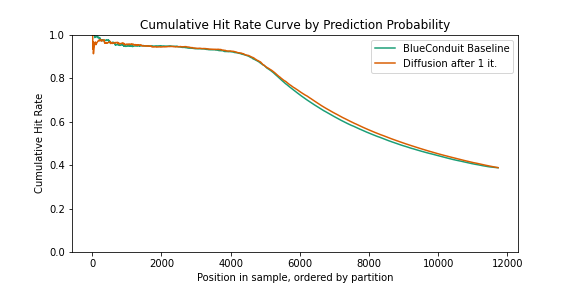 Cumulative Hit Rate Curve by Prediction Probability
BlueConduit Baseline
Diffusion after 1 it.
Cumulative Hit Rate
1.0
0.8
0.6
0.4
0.2
0.0
0 2000 4000 6000 8000 10000 12000
Position in sample, ordered by partition